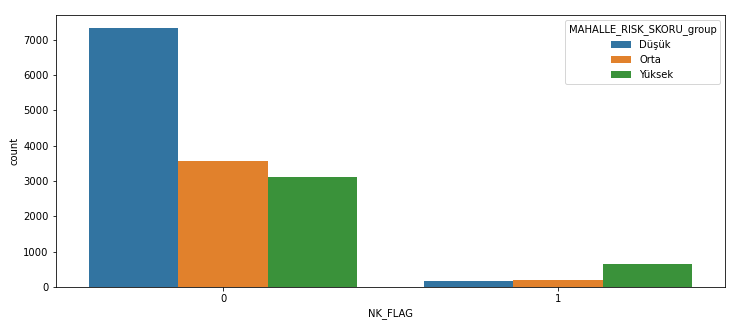 MAHALLE_RISK_SKORU_group
Düşük
Orta
Yüksek
7000
6000
5000
4000
3000
2000
1000
0
count
0 1
NK_FLAG